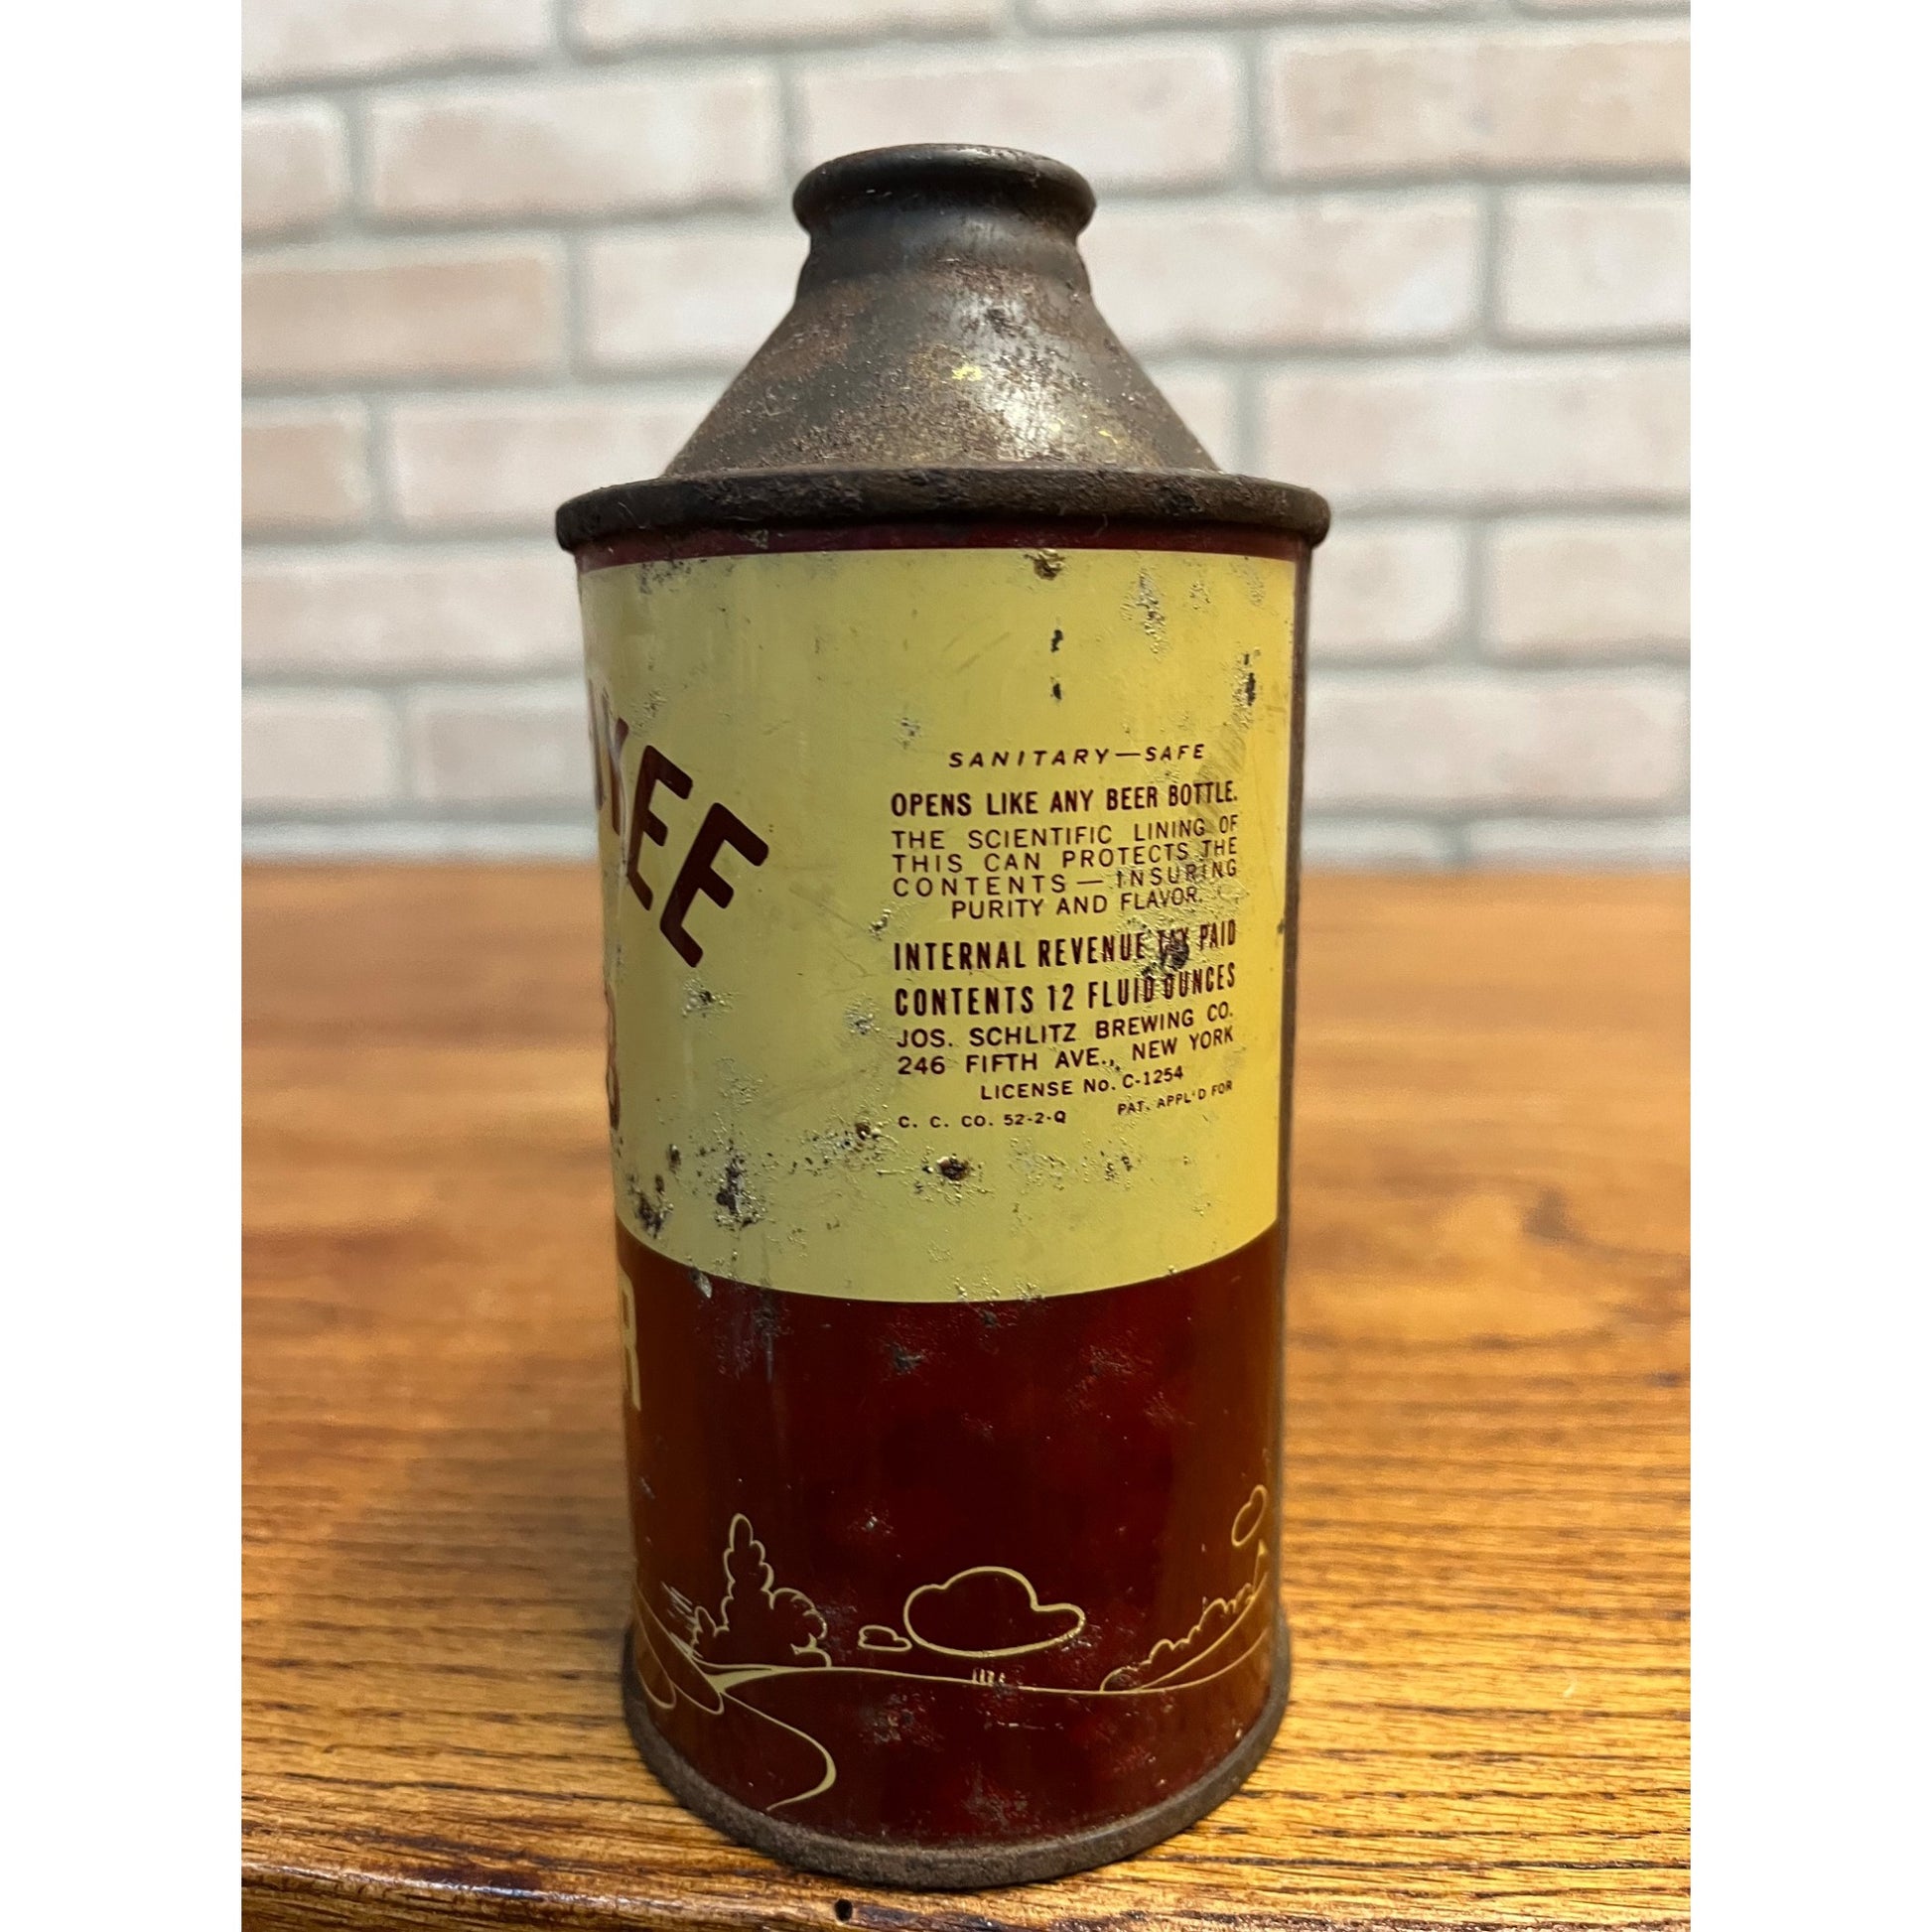 KEE
SANITARY—SAFE
OPENS LIKE ANY BEER BOTTLE.
THE SCIENTIFIC LINING OF
THIS CAN PROTECTS THE
CONTENTS — INSURING
PURITY AND FLAVOR.
INTERNAL REVENUE TAX PAID
CONTENTS 12 FLUID OUNCES
JOS. SCHLITZ BREWING CO.
246 FIFTH AVE., NEW YORK
LICENSE No. C-1254
C. C. CO. 52-2-Q PAT. APPL'D FOR
R